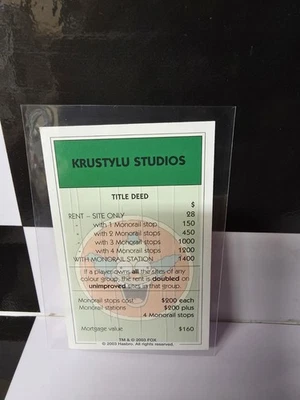 KRUSTYLU STUDIOS
TITLE DEED
$
RENT – SITE ONLY 28
" with 1 Monorail stop 150
" with 2 Monorail stops 450
" with 3 Monorail stops 1000
" with 4 Monorail stops 1200
WITH MONORAIL STATION 1400
If a player owns all the sites of any
colour group, the rent is doubled on
unimproved sites in that group.
Monorail stops cost $200 each
Monorail stations $200 plus
4 Monorail stops
Mortgage value $160
TM & © 2003 FOX
© 2003 Hasbro. All rights reserved.